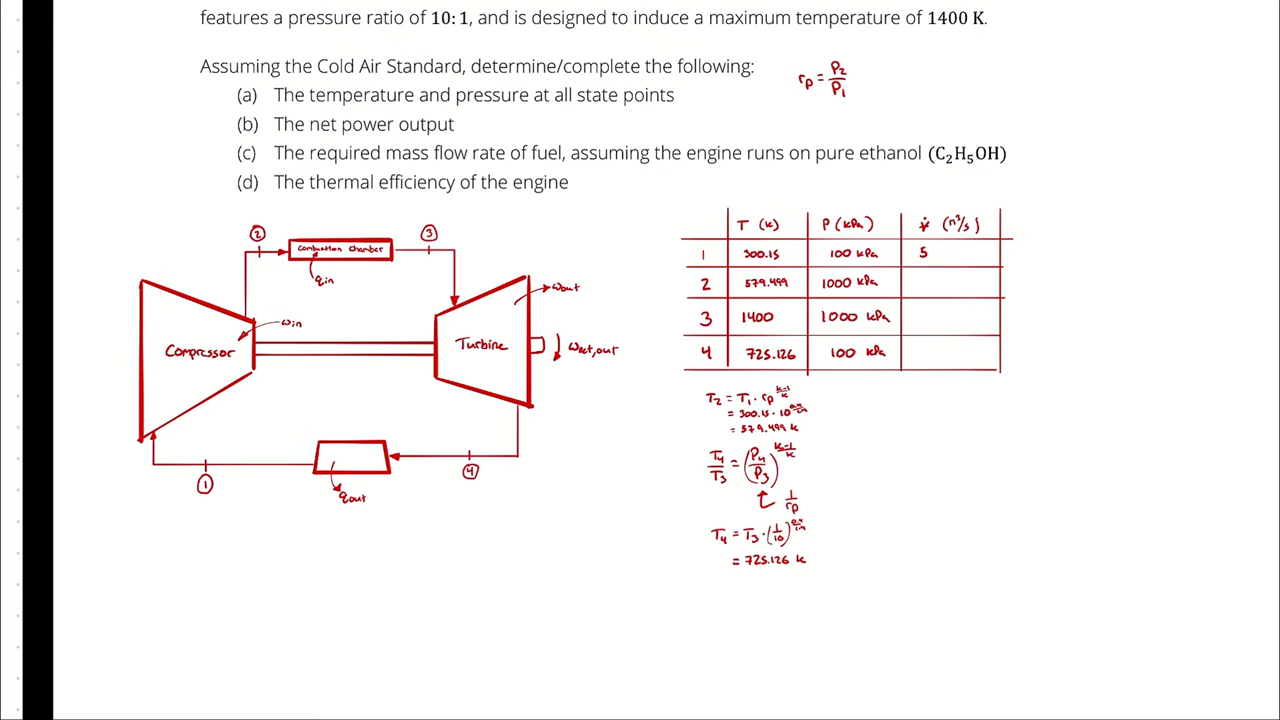 features a pressure ratio of 10: 1, and is designed to induce a maximum temperature of 1400 K.
Assuming the Cold Air Standard, determine/complete the following:
rp = P2/P1
(a) The temperature and pressure at all state points
(b) The net power output
(c) The required mass flow rate of fuel, assuming the engine runs on pure ethanol (C₂H₅OH)
(d) The thermal efficiency of the engine
2
Combustion Chamber
3
qin
win
wout
Compressor
Turbine
wnet,out
1
4
qout
T (K) P (kPa) V̇ (m³/s)
1 300.15 100 kPa 5
2 579.499 1000 kPa
3 1400 1000 kPa
4 725.126 100 kPa
T2 = T1 · rp^(k-1/k)
= 300.15 · 10^(0.4/1.4)
= 579.499 K
T4/T3 = (P4/P3)^(k-1/k)
1/rp
T4 = T3 · (1/10)^(0.4/1.4)
= 725.126 K